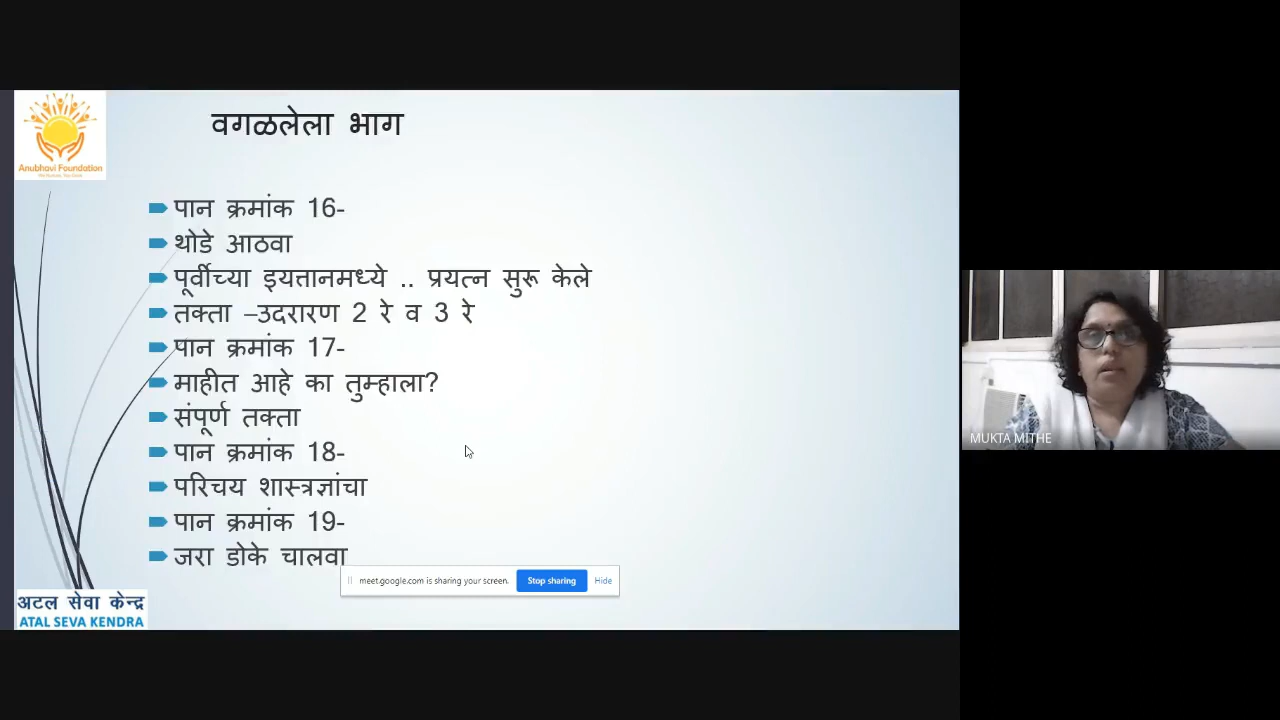 वगळलेला भाग
Anubhavi Foundation
पान क्रमांक 16-
थोडे आठवा
पूर्वीच्या इयत्तानमध्ये .. प्रयत्न सुरू केले
तक्ता –उदरारण 2 रे व 3 रे
पान क्रमांक 17-
माहीत आहे का तुम्हाला?
संपूर्ण तक्ता
पान क्रमांक 18-
परिचय शास्त्रज्ञांचा
पान क्रमांक 19-
जरा डोके चालवा
meet.google.com is sharing your screen. Stop sharing Hide
अटल सेवा केन्द्र
ATAL SEVA KENDRA
MUKTA MITHE